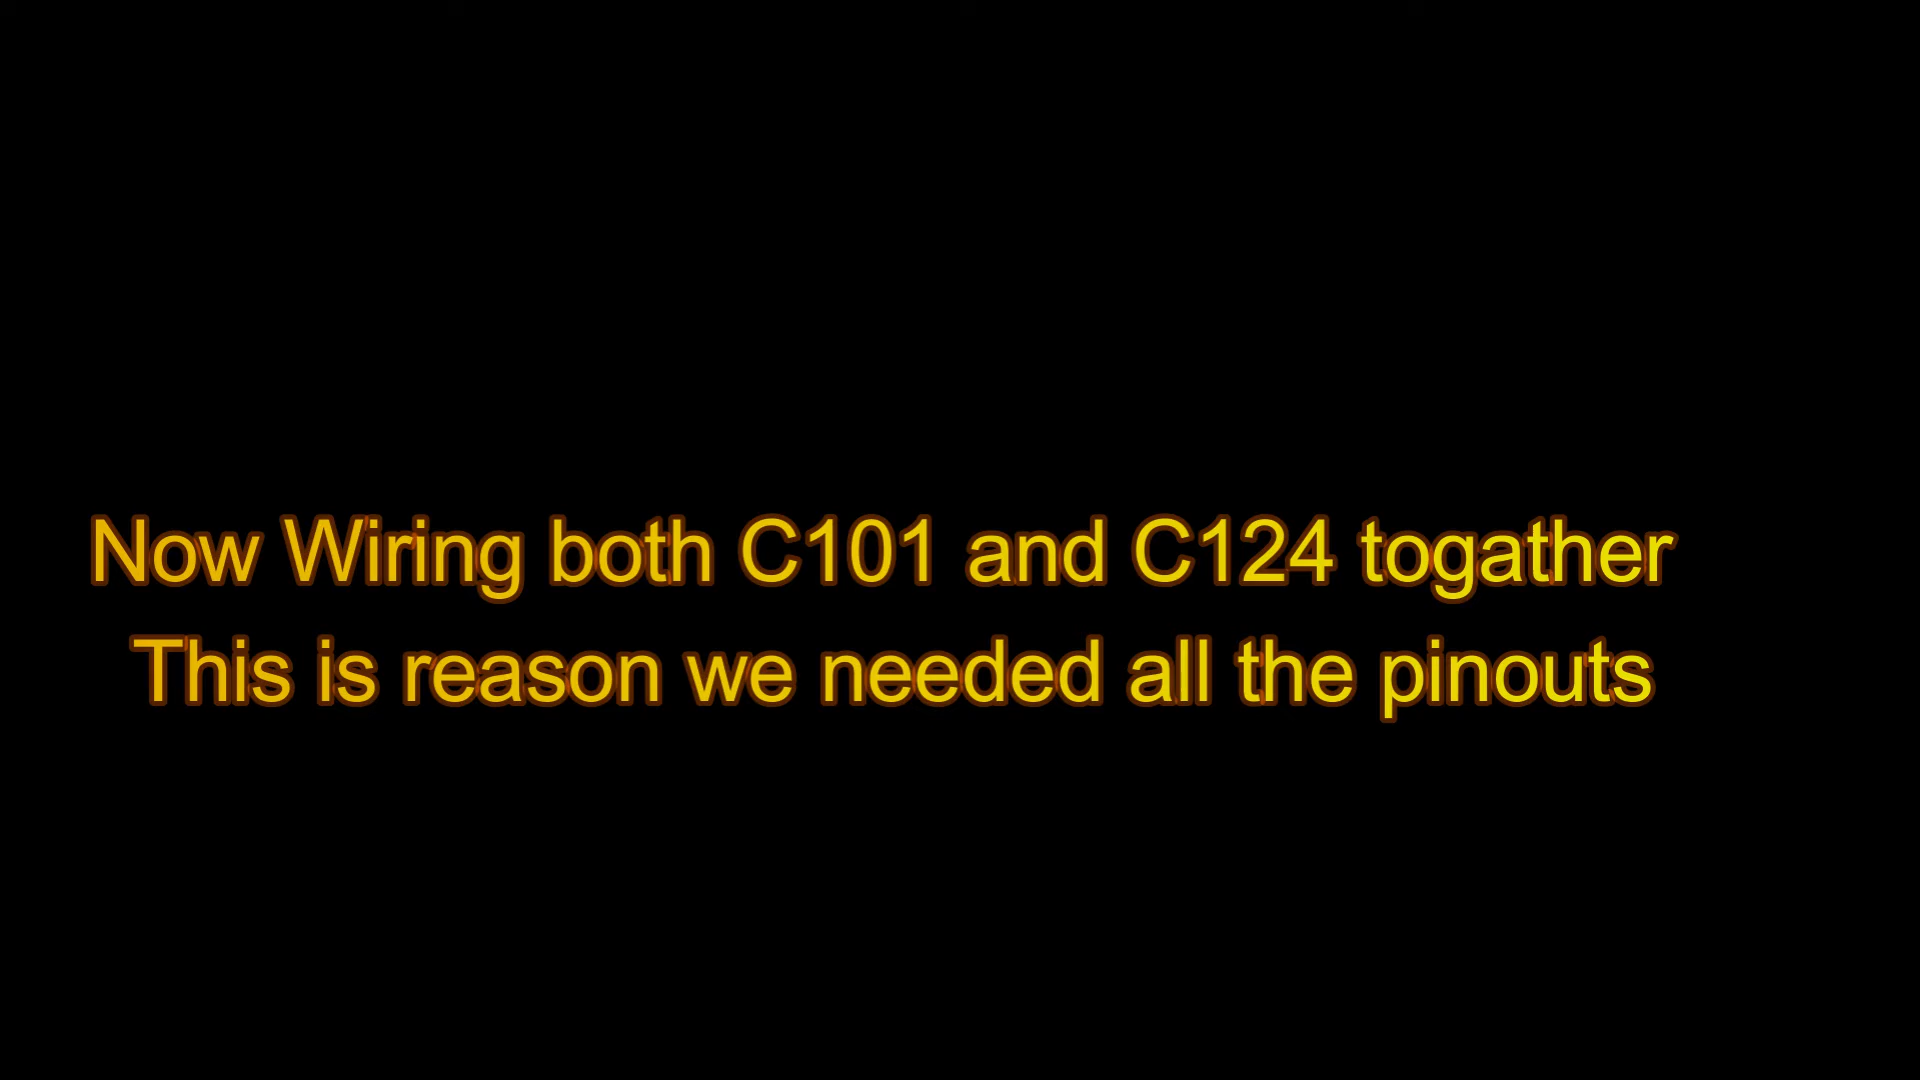 Now Wiring both C101 and C124 togather
This is reason we needed all the pinouts